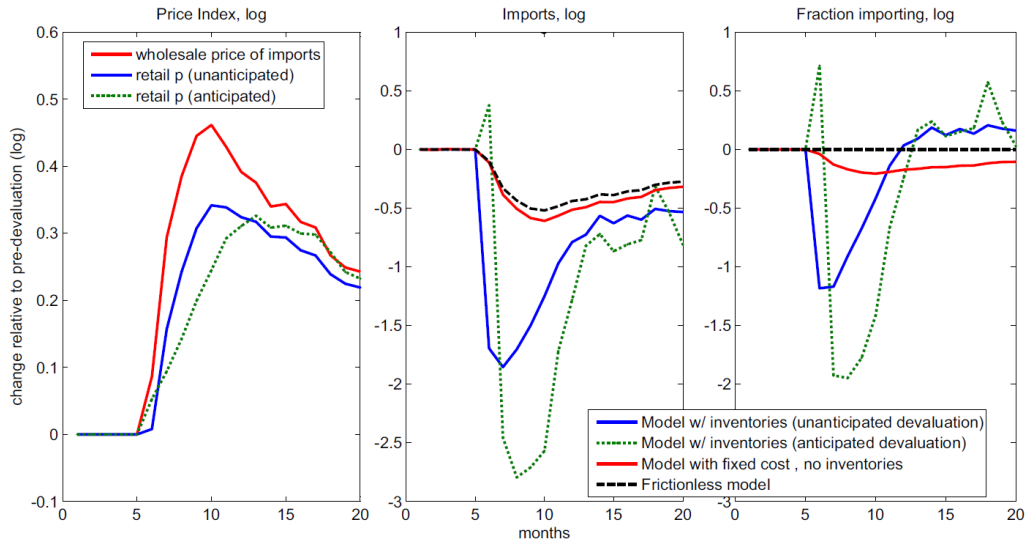 Price Index, log
Imports, log
Fraction importing, log
0.6
0.5
0.4
0.3
0.2
0.1
0
-0.1
change relative to pre-devaluation (log)
wholesale price of imports
retail p (unanticipated)
retail p (anticipated)
0 5 10 15 20
1
0.5
0
-0.5
-1
-1.5
-2
-2.5
-3
0 5 10 15 20
months
1
0.5
0
-0.5
-1
-1.5
-2
-3
0 5 10 15 20
Model w/ inventories (unanticipated devaluation)
Model w/ inventories (anticipated devaluation)
Model with fixed cost , no inventories
Frictionless model